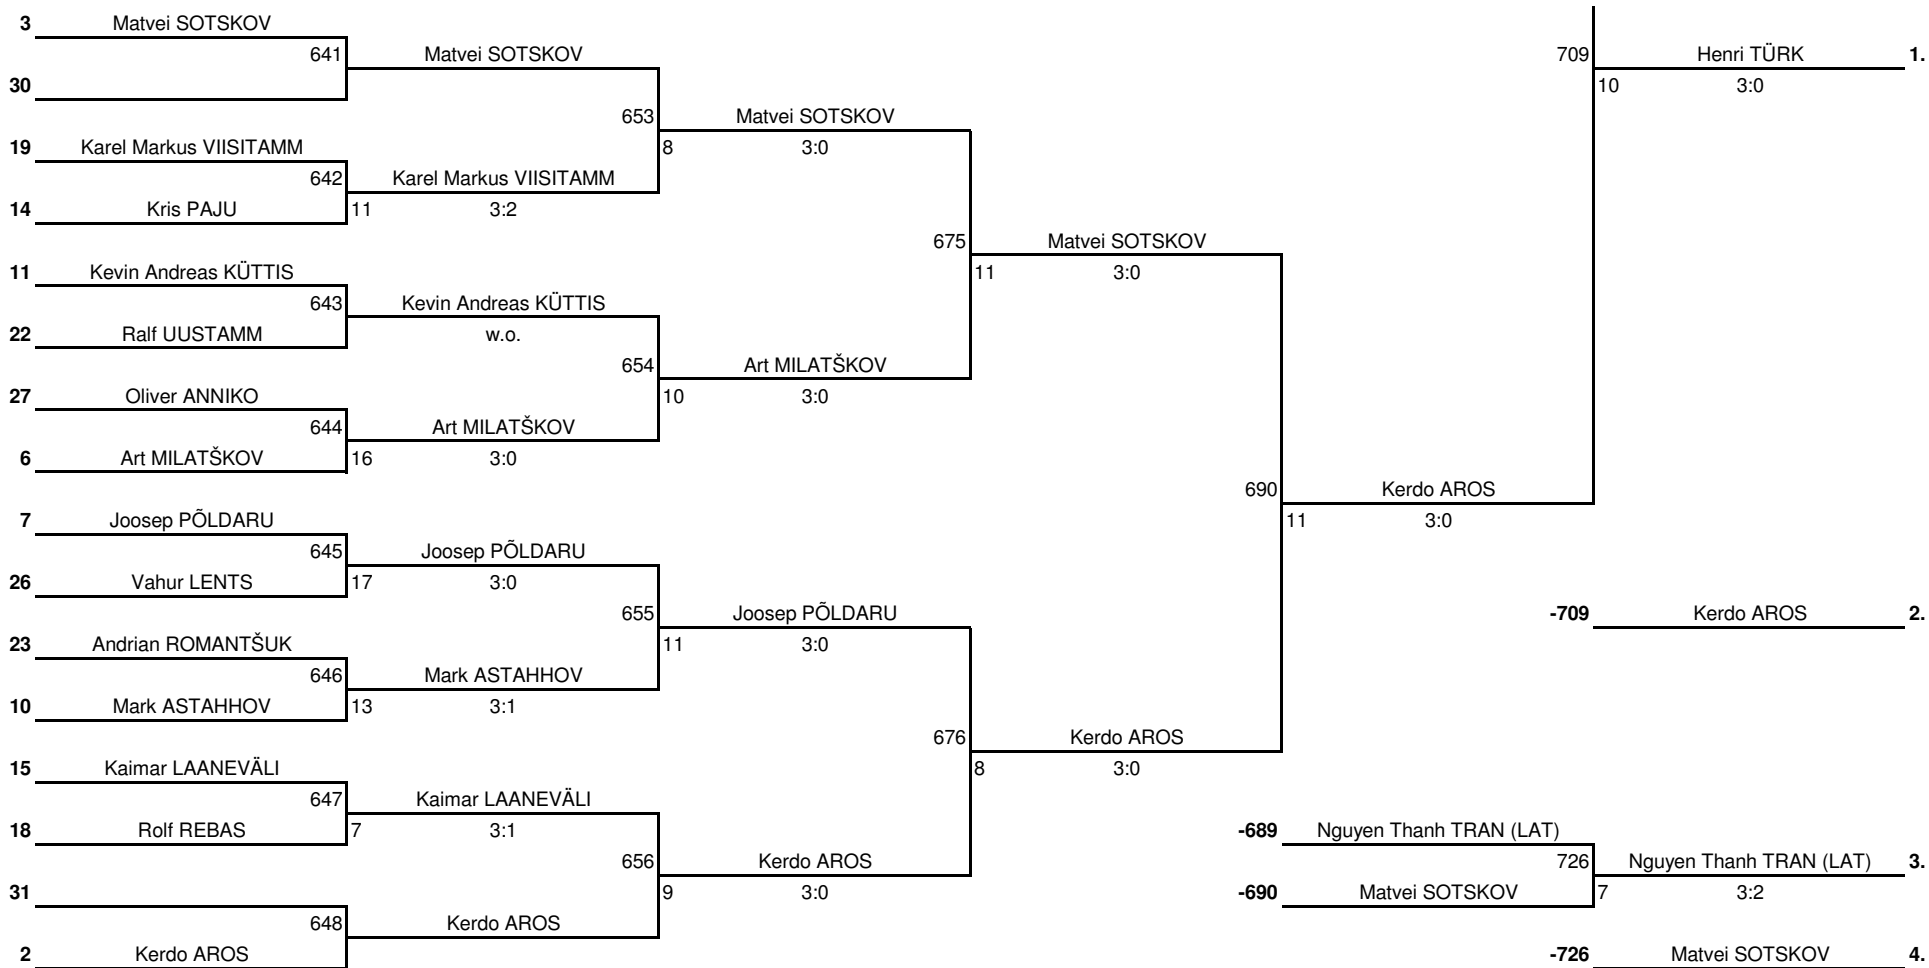 3 Matvei SOTSKOV
641 Matvei SOTSKOV 709 Henri TÜRK 1.
30 10 3:0
653 Matvei SOTSKOV
19 Karel Markus VIISITAMM 8 3:0
642 Karel Markus VIISITAMM
14 Kris PAJU 11 3:2
675 Matvei SOTSKOV
11 Kevin Andreas KÜTTIS 11 3:0
643 Kevin Andreas KÜTTIS
22 Ralf UUSTAMM w.o.
654 Art MILATŠKOV
27 Oliver ANNIKO 10 3:0
644 Art MILATŠKOV
6 Art MILATŠKOV 16 3:0
690 Kerdo AROS
7 Joosep PÕLDARU 11 3:0
645 Joosep PÕLDARU
26 Vahur LENTS 17 3:0
655 Joosep PÕLDARU -709 Kerdo AROS 2.
23 Andrian ROMANTŠUK 11 3:0
646 Mark ASTAHHOV
10 Mark ASTAHHOV 13 3:1
676 Kerdo AROS
15 Kaimar LAANEVÄLI 8 3:0
647 Kaimar LAANEVÄLI
18 Rolf REBAS 7 3:1 -689 Nguyen Thanh TRAN (LAT)
656 Kerdo AROS 726 Nguyen Thanh TRAN (LAT) 3.
31 9 3:0 -690 Matvei SOTSKOV 7 3:2
648 Kerdo AROS
2 Kerdo AROS -726 Matvei SOTSKOV 4.